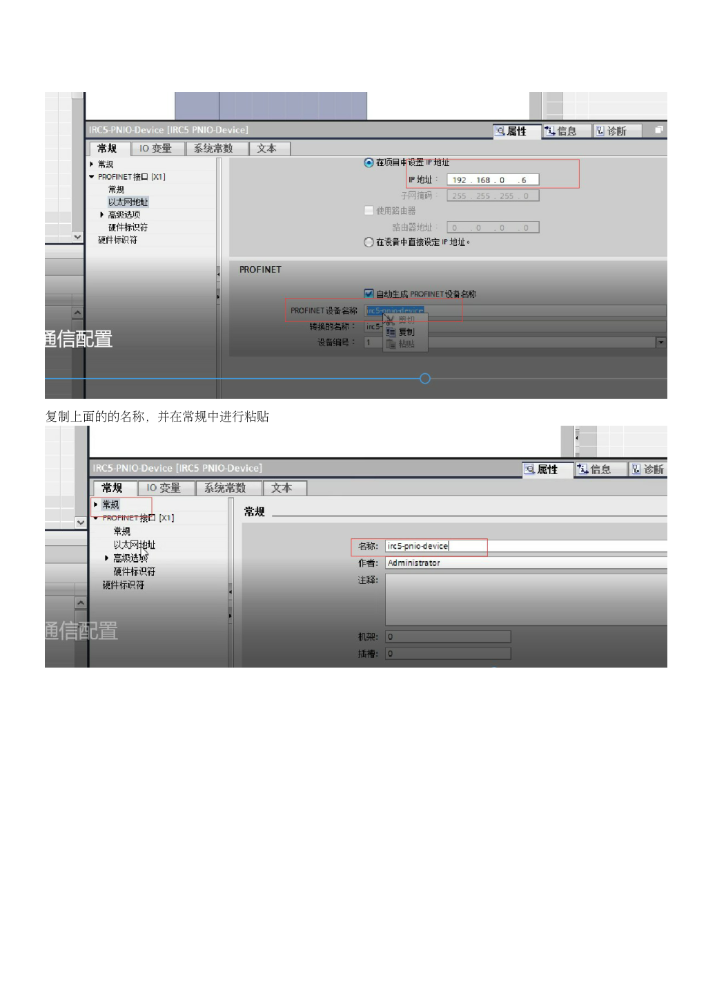 IRC5-PNIO-Device [IRC5 PNIO-Device]
属性 信息 诊断
常规 IO 变量 系统常数 文本
常规
PROFINET 接口 [X1]
常规
以太网地址
高级选项
硬件标识符
硬件标识符
在项目中设置 IP 地址
IP 地址： 192 . 168 . 0 . 6
子网掩码： 255 . 255 . 255 . 0
使用路由器
路由器地址： 0 . 0 . 0 . 0
在设备中直接设定 IP 地址。
PROFINET
自动生成 PROFINET 设备名称
PROFINET 设备名称 irc5-pnio-device
转换的名称： irc5-
设备编号： 1
剪切
复制
粘贴
通信配置
复制上面的的名称，并在常规中进行粘贴
IRC5-PNIO-Device [IRC5 PNIO-Device]
属性 信息 诊断
常规 IO 变量 系统常数 文本
常规
PROFINET 接口 [X1]
常规
以太网地址
高级选项
硬件标识符
硬件标识符
常规
名称: irc5-pnio-device
作者: Administrator
注释:
机架: 0
插槽: 0
通信配置